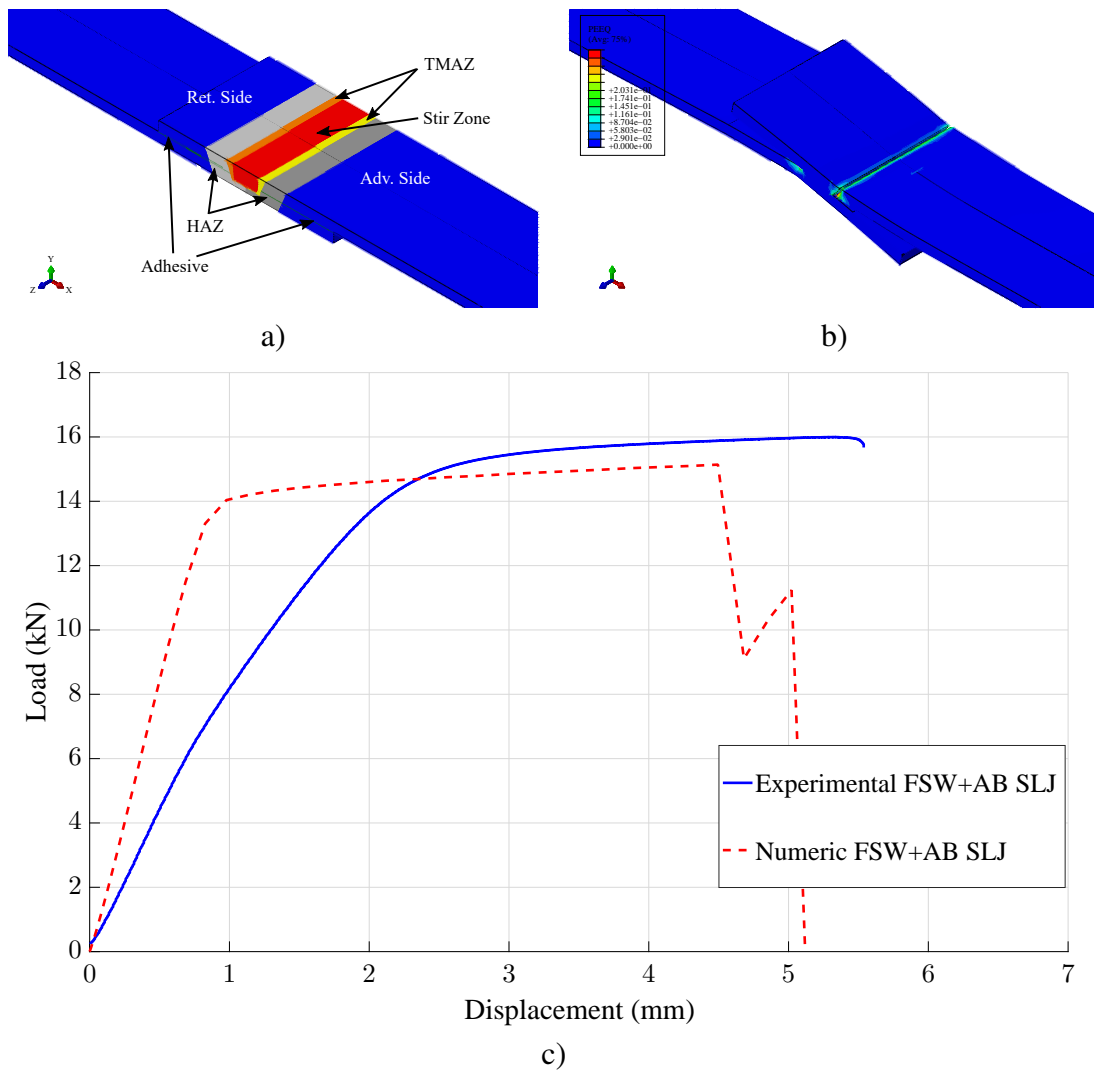 TMAZ
Ret. Side
Stir Zone
Adv. Side
HAZ
Adhesive
Y
Z
X
a)
PEEQ
+1.741e-01
+1.451e-01
+1.161e-01
+8.704e-02
+5.803e-02
+2.901e-02
+0.000e+00
b)
18
16
14
12
10
8
6
4
2
0
Load (kN)
0 1 2 3 4 5 6 7
Displacement (mm)
Experimental FSW+AB SLJ
Numeric FSW+AB SLJ
c)